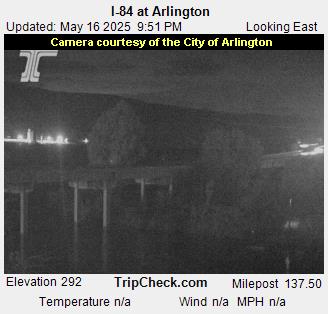 I-84 at Arlington
Updated: May 16 2025 9:51 PM Looking East
Camera courtesy of the City of Arlington
Elevation 292 TripCheck.com Milepost 137.50
Temperature n/a Wind n/a MPH n/a